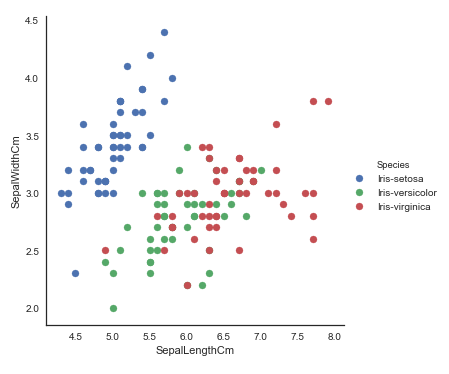 4.5
4.0
3.5
3.0
2.5
2.0
SepalWidthCm
4.5 5.0 5.5 6.0 6.5 7.0 7.5 8.0
SepalLengthCm
Species
Iris-setosa
Iris-versicolor
Iris-virginica